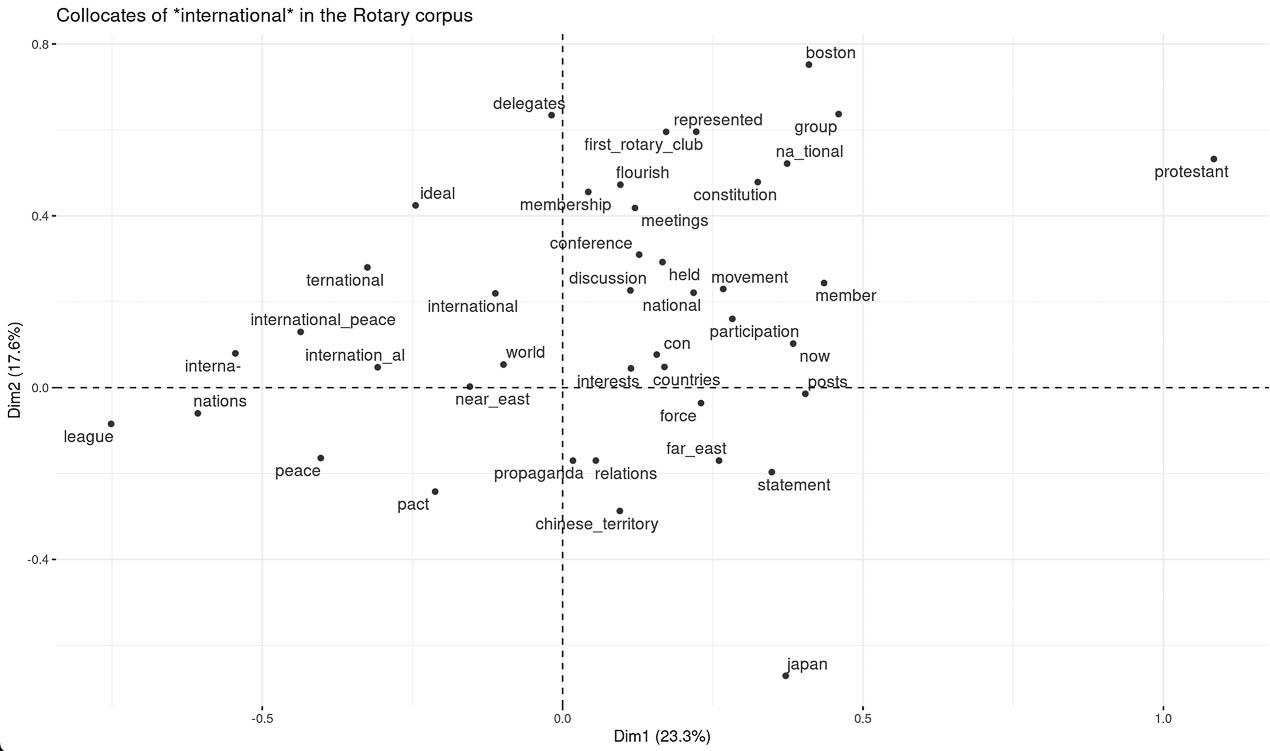 Collocates of *international* in the Rotary corpus
0.8
boston
delegates
represented
group
first_rotary_club
na_tional
protestant
flourish
constitution
ideal
membership
0.4
meetings
conference
ternational
held
discussion
movement
member
international
national
international_peace
participation
internation_al
world
con
now
interna-
interests
countries
posts
0.0
near_east
nations
force
league
far_east
peace
propaganda
relations
statement
pact
chinese_territory
-0.4
japan
-0.5
0.0
0.5
1.0
Dim1 (23.3%)
Dim2 (17.6%)